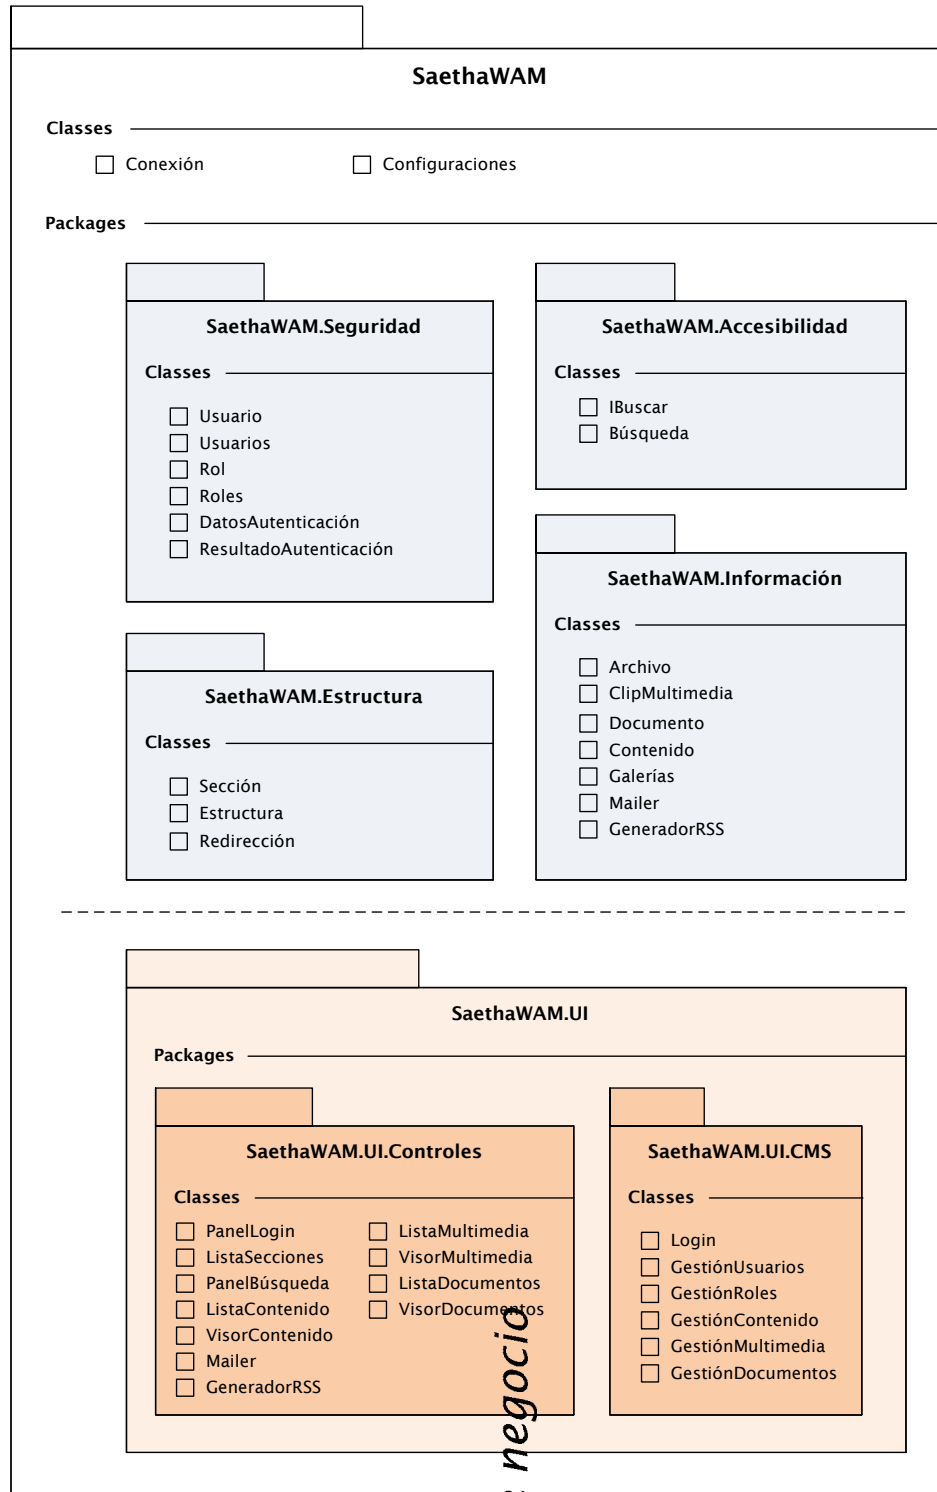 SaethaWAM
Classes
Conexión
Configuraciones
Packages
SaethaWAM.Seguridad
Classes
Usuario
Usuarios
Rol
Roles
DatosAutenticación
ResultadoAutenticación
SaethaWAM.Accesibilidad
Classes
IBuscar
Búsqueda
SaethaWAM.Estructura
Classes
Sección
Estructura
Redirección
SaethaWAM.Información
Classes
Archivo
ClipMultimedia
Documento
Contenido
Galerías
Mailer
GeneradorRSS
SaethaWAM.UI
Packages
SaethaWAM.UI.Controles
Classes
PanelLogin
ListaSecciones
PanelBúsqueda
ListaContenido
VisorContenido
Mailer
GeneradorRSS
ListaMultimedia
VisorMultimedia
ListaDocumentos
VisorDocumentos
SaethaWAM.UI.CMS
Classes
Login
GestiónUsuarios
GestiónRoles
GestiónContenido
GestiónMultimedia
GestiónDocumentos
negocio